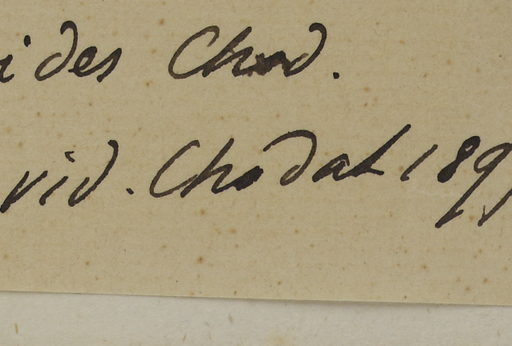 ides Chod.
vid. Chodat 189